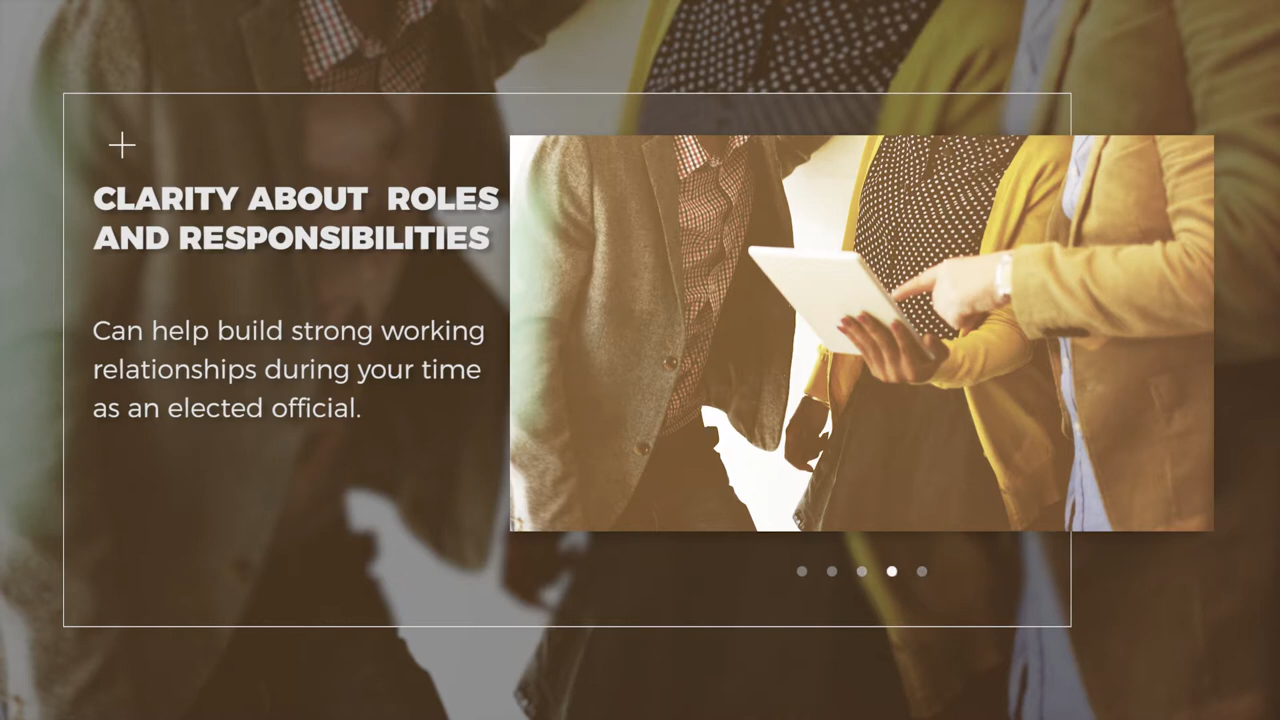 CLARITY ABOUT  ROLES
AND RESPONSIBILITIES
Can help build strong working
relationships during your time
as an elected official.